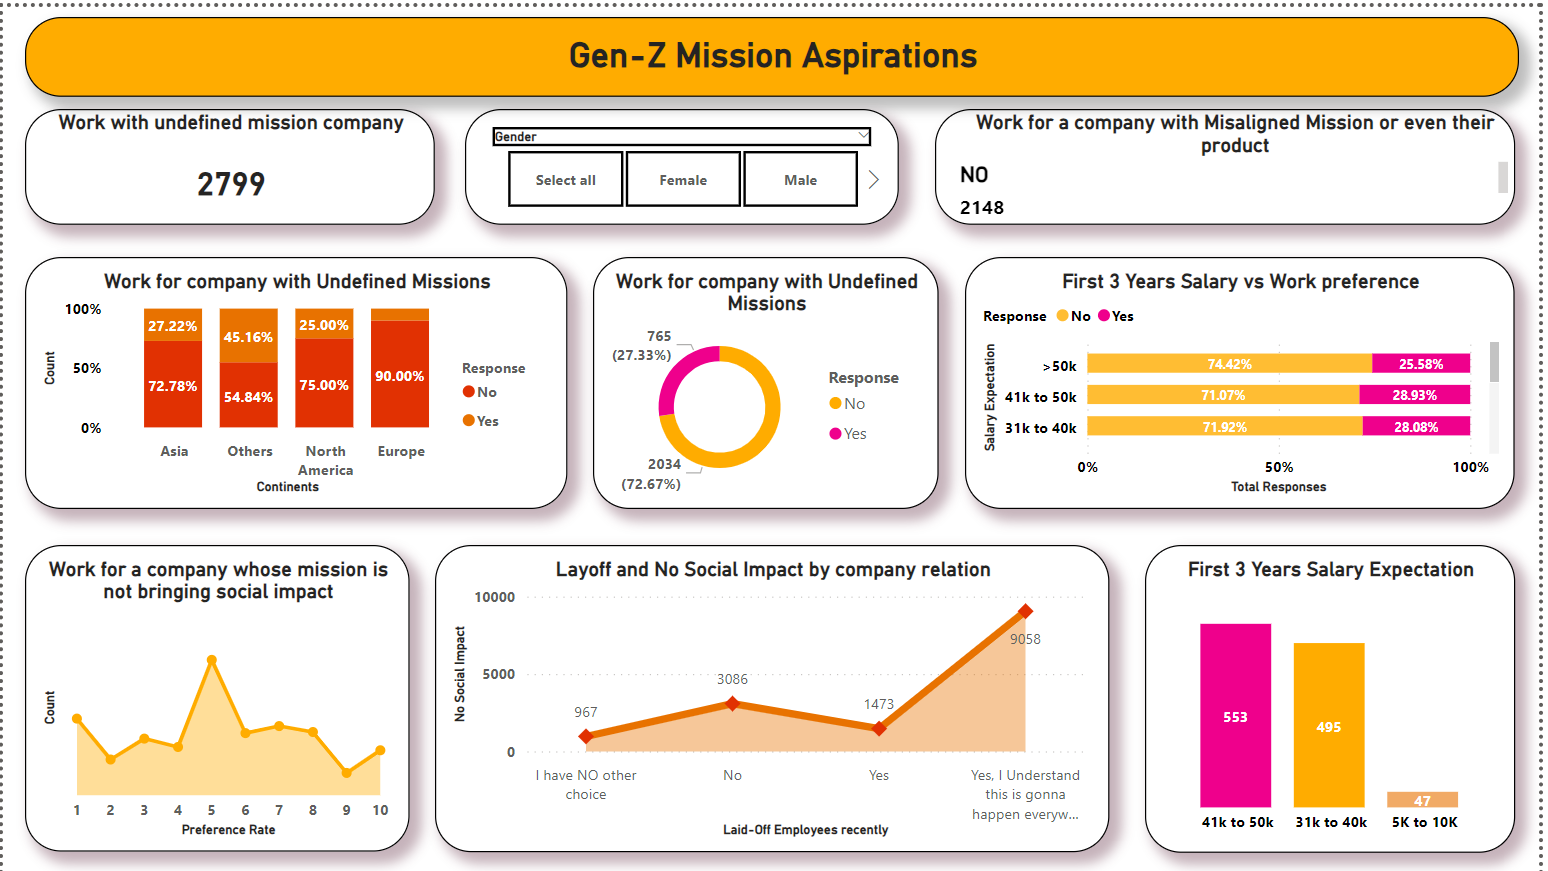 Gen-Z Mission Aspirations
Work with undefined mission company
2799
Gender
Select all
Female
Male
Work for a company with Misaligned Mission or even their
product
NO
2148
Work for company with Undefined Missions
100%
50%
0%
Count
27.22%
45.16%
25.00%
72.78%
54.84%
75.00%
90.00%
Asia
Others
North
America
Europe
Continents
Response
No
Yes
Work for company with Undefined
Missions
765
(27.33%)
2034
(72.67%)
Response
No
Yes
First 3 Years Salary vs Work preference
Response No Yes
Salary Expectation
>50k
74.42%
25.58%
41k to 50k
71.07%
28.93%
31k to 40k
71.92%
28.08%
0%
50%
100%
Total Responses
Work for a company whose mission is
not bringing social impact
Count
1 2 3 4 5 6 7 8 9 10
Preference Rate
Layoff and No Social Impact by company relation
No Social Impact
10000
5000
0
967
3086
1473
9058
I have NO other
choice
No
Yes
Yes, I Understand
this is gonna
happen everyw...
Laid-Off Employees recently
First 3 Years Salary Expectation
553
495
47
41k to 50k
31k to 40k
5K to 10K